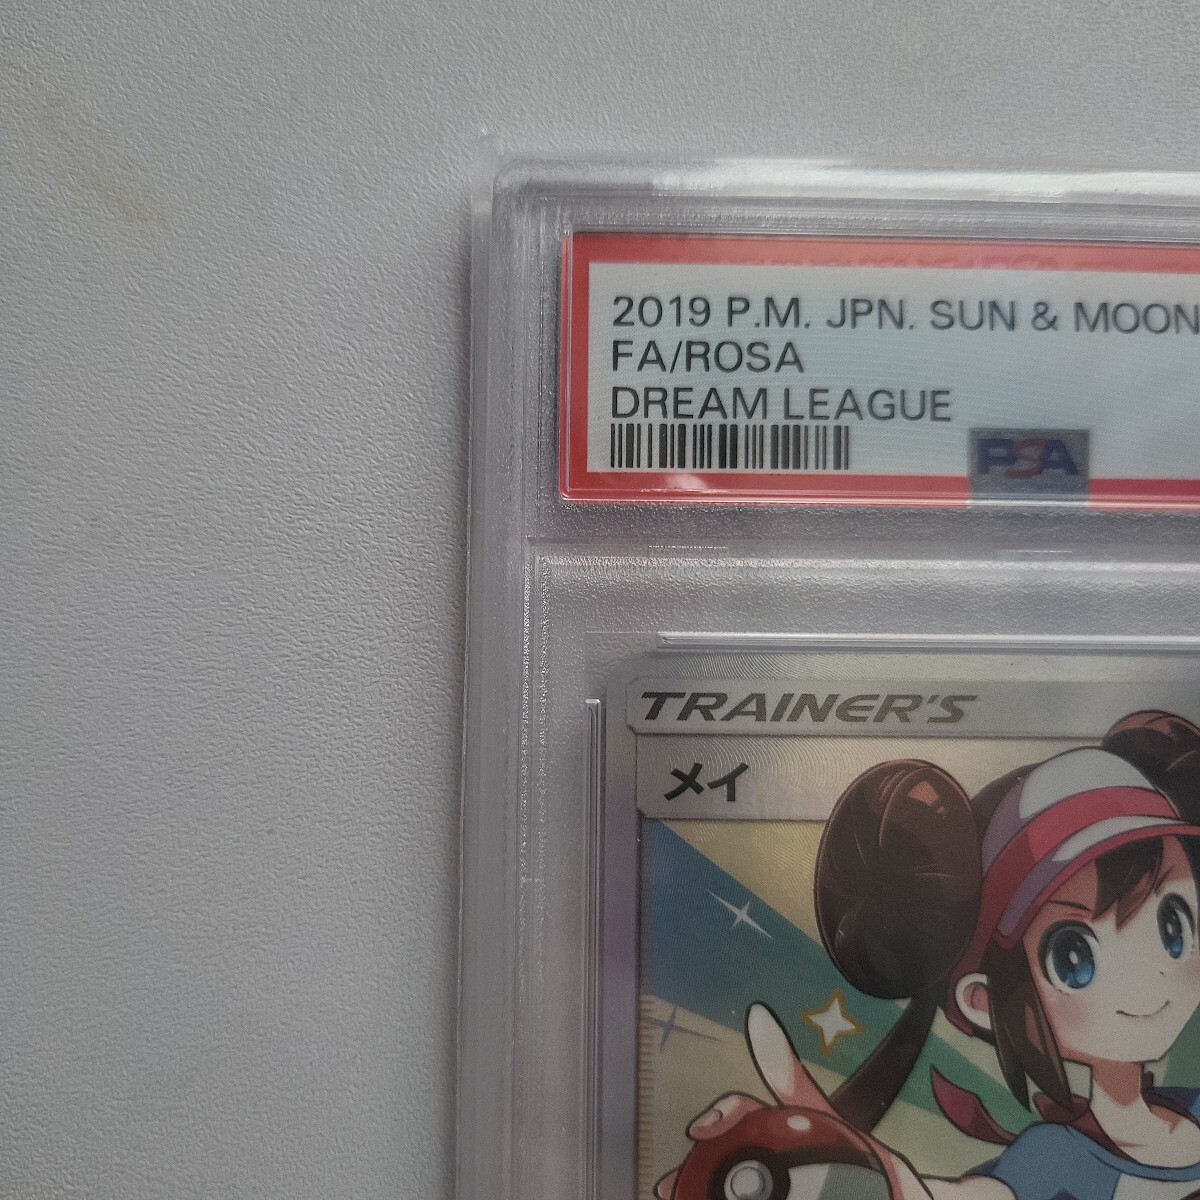 2019 P.M. JPN. SUN & MOON
FA/ROSA
DREAM LEAGUE
PSA
TRAINER'S
メイ